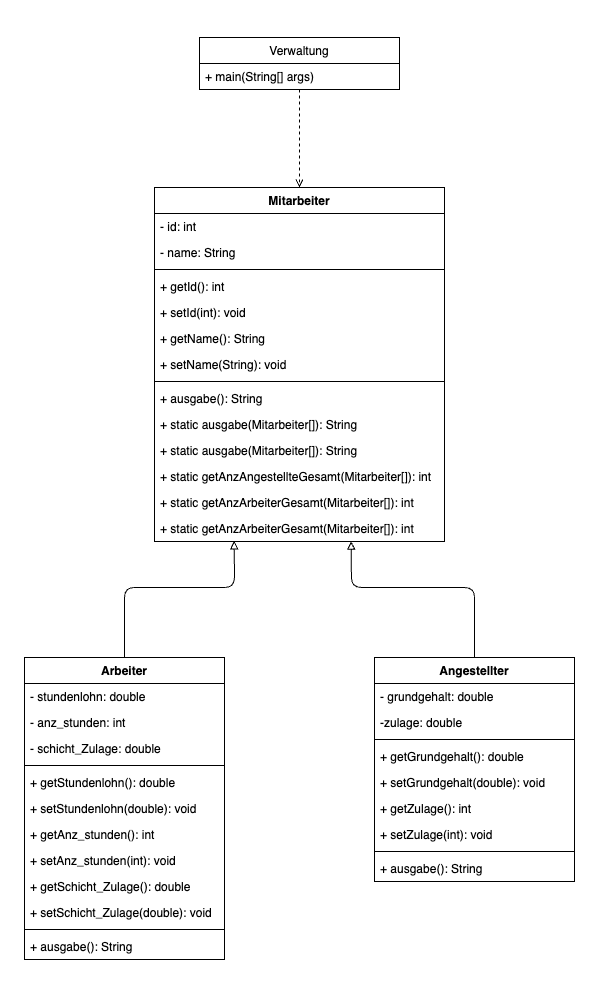 Verwaltung
+ main(String[] args)
Mitarbeiter
- id: int
- name: String
+ getId(): int
+ setId(int): void
+ getName(): String
+ setName(String): void
+ ausgabe(): String
+ static ausgabe(Mitarbeiter[]): String
+ static ausgabe(Mitarbeiter[]): String
+ static getAnzAngestellteGesamt(Mitarbeiter[]): int
+ static getAnzArbeiterGesamt(Mitarbeiter[]): int
+ static getAnzArbeiterGesamt(Mitarbeiter[]): int
Arbeiter
- stundenlohn: double
- anz_stunden: int
- schicht_Zulage: double
+ getStundenlohn(): double
+ setStundenlohn(double): void
+ getAnz_stunden(): int
+ setAnz_stunden(int): void
+ getSchicht_Zulage(): double
+ setSchicht_Zulage(double): void
+ ausgabe(): String
Angestellter
- grundgehalt: double
-zulage: double
+ getGrundgehalt(): double
+ setGrundgehalt(double): void
+ getZulage(): int
+ setZulage(int): void
+ ausgabe(): String